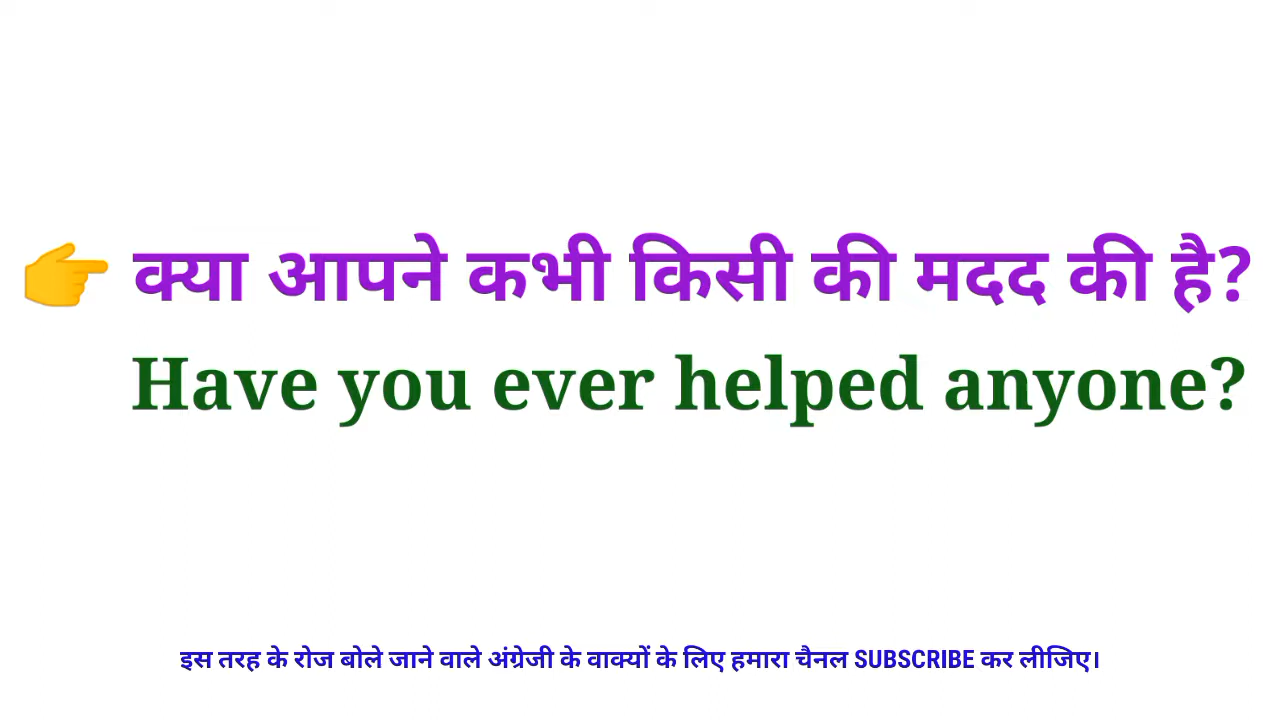 👉 क्या आपने कभी किसी की मदद की है?
Have you ever helped anyone?
इस तरह के रोज बोले जाने वाले अंग्रेजी के वाक्यों के लिए हमारा चैनल SUBSCRIBE कर लीजिए।